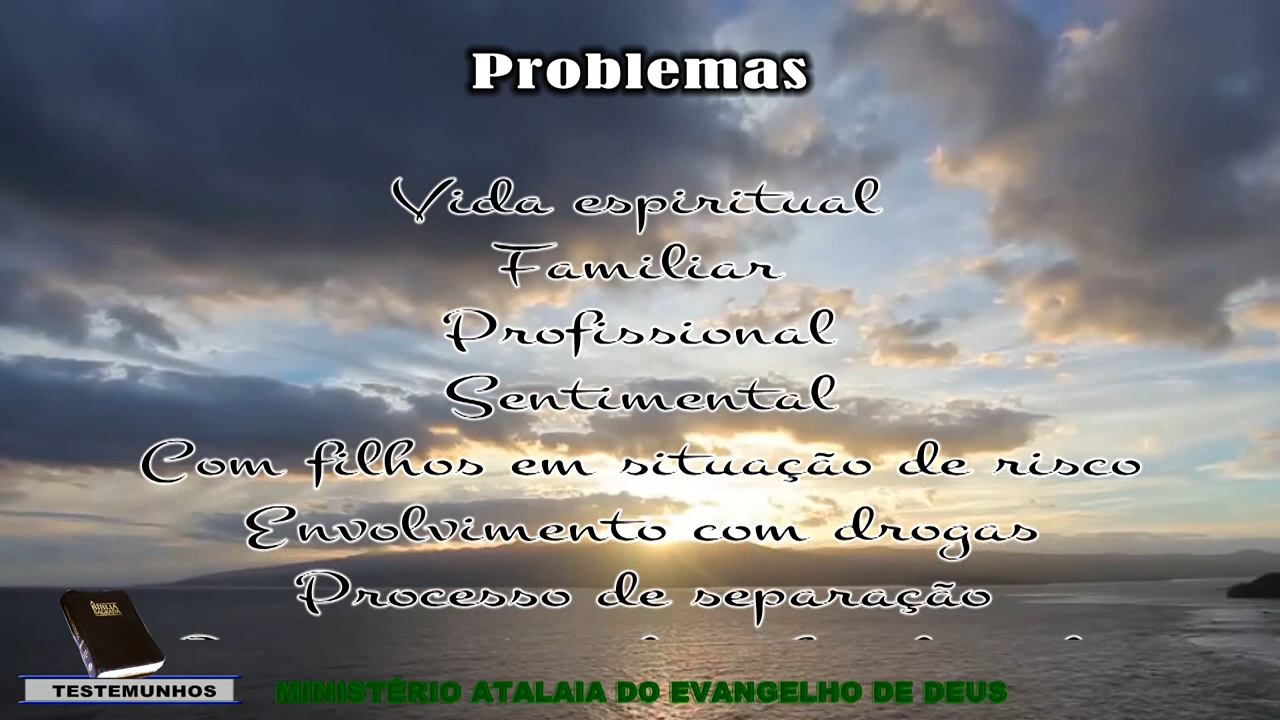 Problemas
Vida espiritual
Familiar
Profissional
Sentimental
Com filhos em situação de risco
Envolvimento com drogas
Processo de separação
A BÍBLIA
SAGRADA
TESTEMUNHOS
MINISTÉRIO ATALAIA DO EVANGELHO DE DEUS